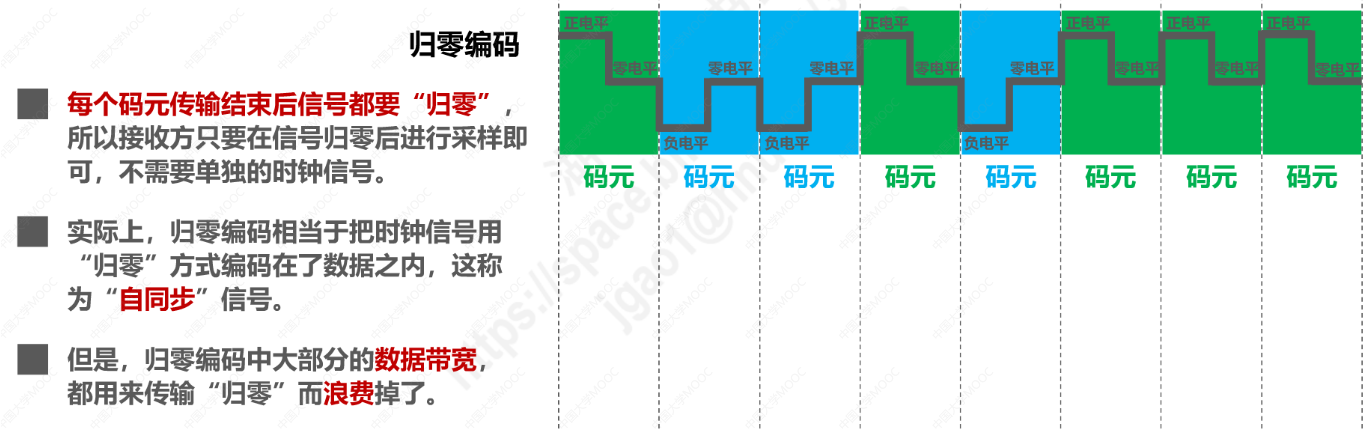 归零编码
每个码元传输结束后信号都要“归零”，
所以接收方只要在信号归零后进行采样即
可，不需要单独的时钟信号。
实际上，归零编码相当于把时钟信号用
“归零”方式编码在了数据之内，这称
为“自同步”信号。
但是，归零编码中大部分的数据带宽，
都用来传输“归零”而浪费掉了。
正电平 正电平 正电平 正电平 正电平
零电平 零电平 零电平 零电平 零电平 零电平 零电平 零电平
负电平 负电平 负电平
码元 码元 码元 码元 码元 码元 码元 码元
中国大学MOOC